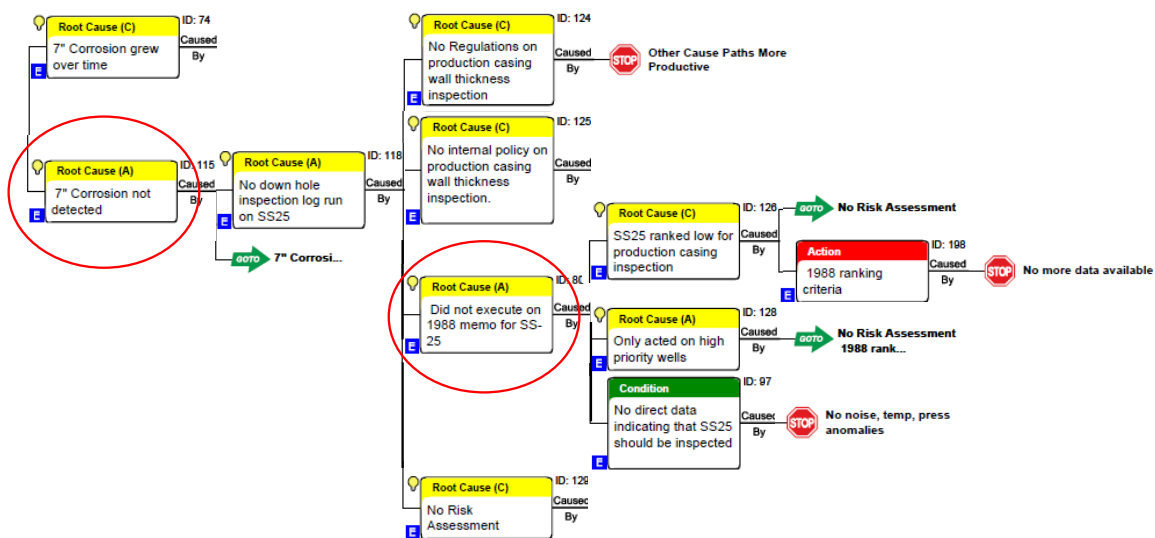 Root Cause (C)
ID: 74
7" Corrosion grew
over time
Caused
By
E
Root Cause (A)
ID: 115
7" Corrosion not
detected
Caused
By
E
Root Cause (A)
ID: 118
No down hole
inspection log run
on SS25
Caused
By
E
GOTO
7" Corrosi...
Root Cause (C)
ID: 124
No Regulations on
production casing
wall thickness
inspection
Caused
By
E
STOP
Other Cause Paths More
Productive
Root Cause (C)
ID: 125
No internal policy on
production casing
wall thickness
inspection.
Caused
By
E
Root Cause (A)
Did not execute on
1988 memo for SS-
25
Caused
By
E
Root Cause (C)
ID: 126
SS25 ranked low for
production casing
inspection
Caused
By
E
GOTO
No Risk Assessment
Action
ID: 198
1988 ranking
criteria
Caused
By
E
STOP
No more data available
Root Cause (A)
ID: 128
Only acted on high
priority wells
Caused
By
E
GOTO
No Risk Assessment
1988 rank...
Condition
ID: 97
No direct data
indicating that SS25
should be inspected
Caused
By
E
STOP
No noise, temp, press
anomalies
Root Cause (C)
ID: 129
No Risk
Assessment
Caused
By
E